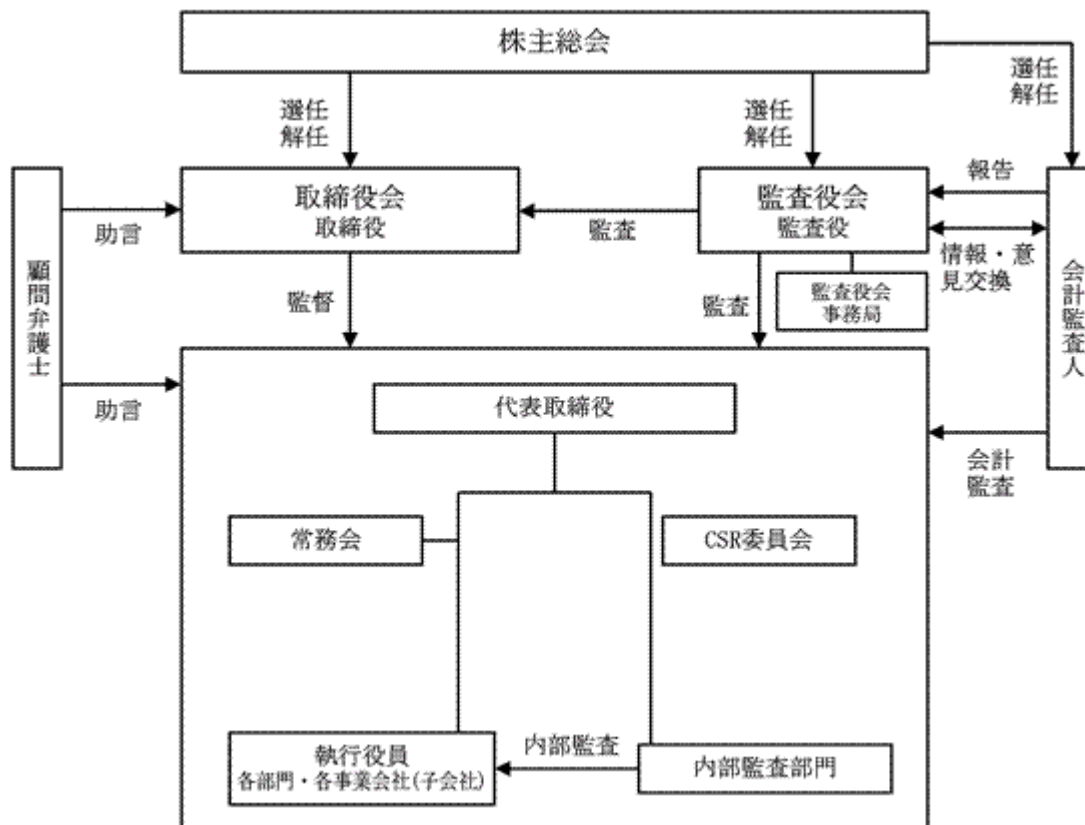 株主総会
選任
解任
選任
解任
選任
解任
取締役会
取締役
監査役会
監査役
報告
助言
監査
情報・意
見交換
顧問弁護士
会計監査人
監督
監査
監査役会
事務局
助言
代表取締役
会計
監査
常務会
CSR委員会
執行役員
各部門・各事業会社(子会社)
内部監査
内部監査部門